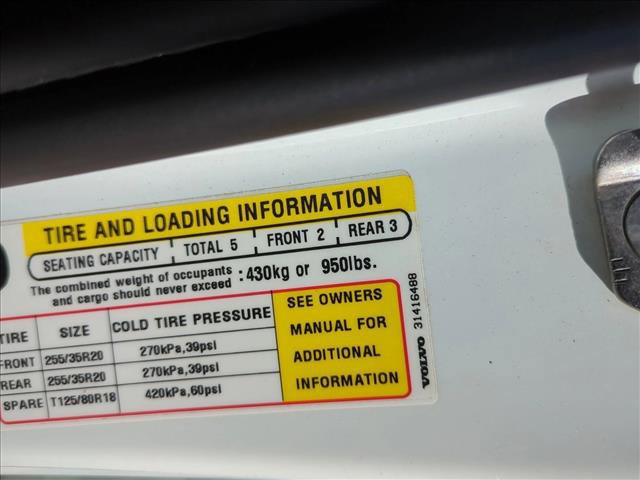 TIRE AND LOADING INFORMATION
SEATING CAPACITY TOTAL 5 FRONT 2 REAR 3
The combined weight of occupants
and cargo should never exceed : 430kg or 950lbs.
TIRE SIZE COLD TIRE PRESSURE
FRONT 255/35R20 270kPa,39psi
REAR 255/35R20 270kPa,39psi
SPARE T125/80R18 420kPa,60psi
SEE OWNERS
MANUAL FOR
ADDITIONAL
INFORMATION
VOLVO 31416488